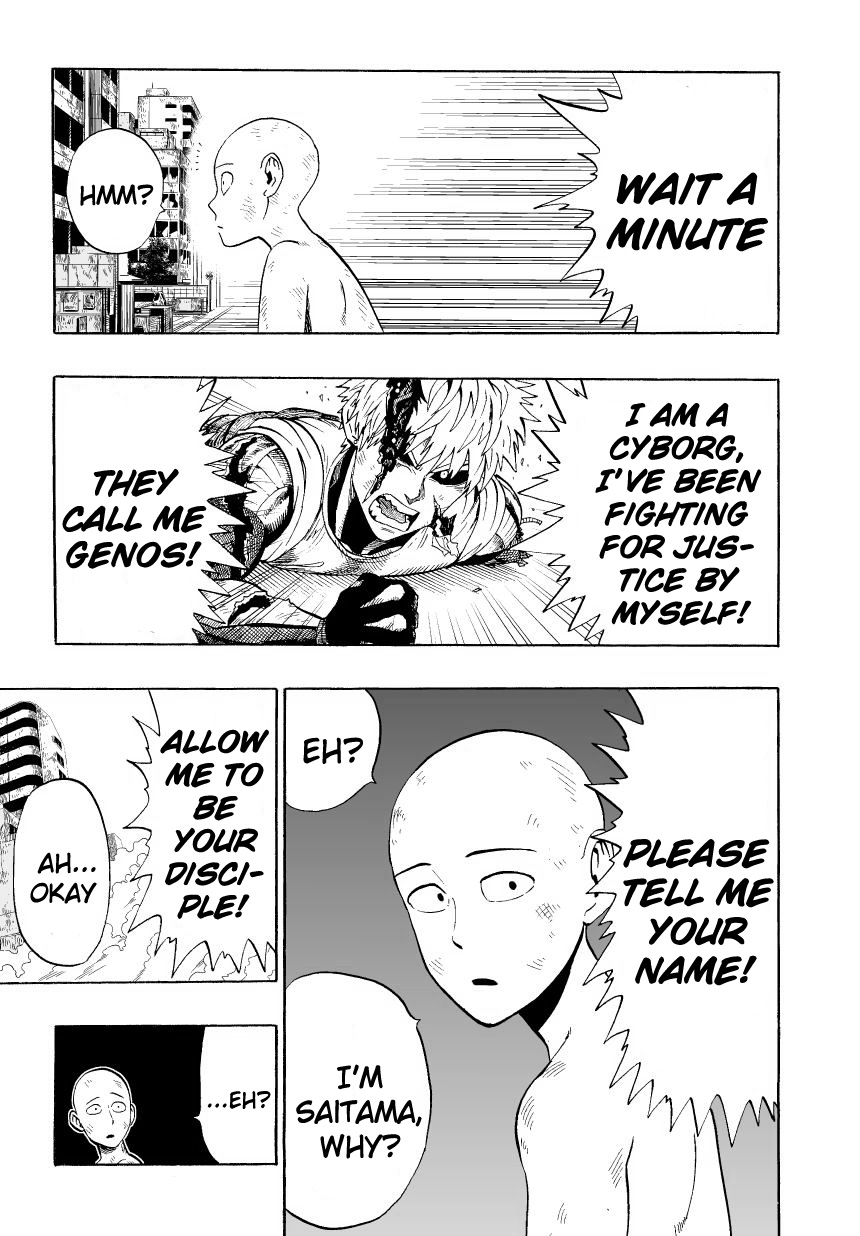 WAIT A
MINUTE
HMM?
I AM A
CYBORG,
I'VE BEEN
FIGHTING
FOR JUS-
TICE BY
MYSELF!
THEY
CALL ME
GENOS!
PLEASE
TELL ME
YOUR
NAME!
EH?
I'M
SAITAMA,
WHY?
ALLOW
ME TO
BE
YOUR
DISCI-
PLE!
AH...
OKAY
...EH?